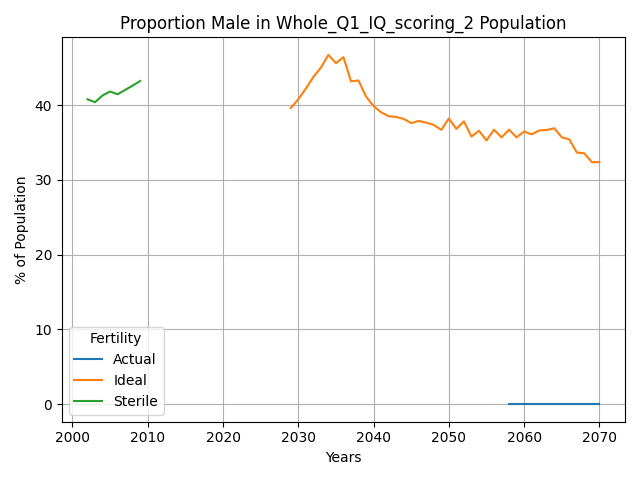 Proportion Male in Whole_Q1_IQ_scoring_2 Population
% of Population
40
30
20
10
0
Fertility
Actual
Ideal
Sterile
2000 2010 2020 2030 2040 2050 2060 2070
Years